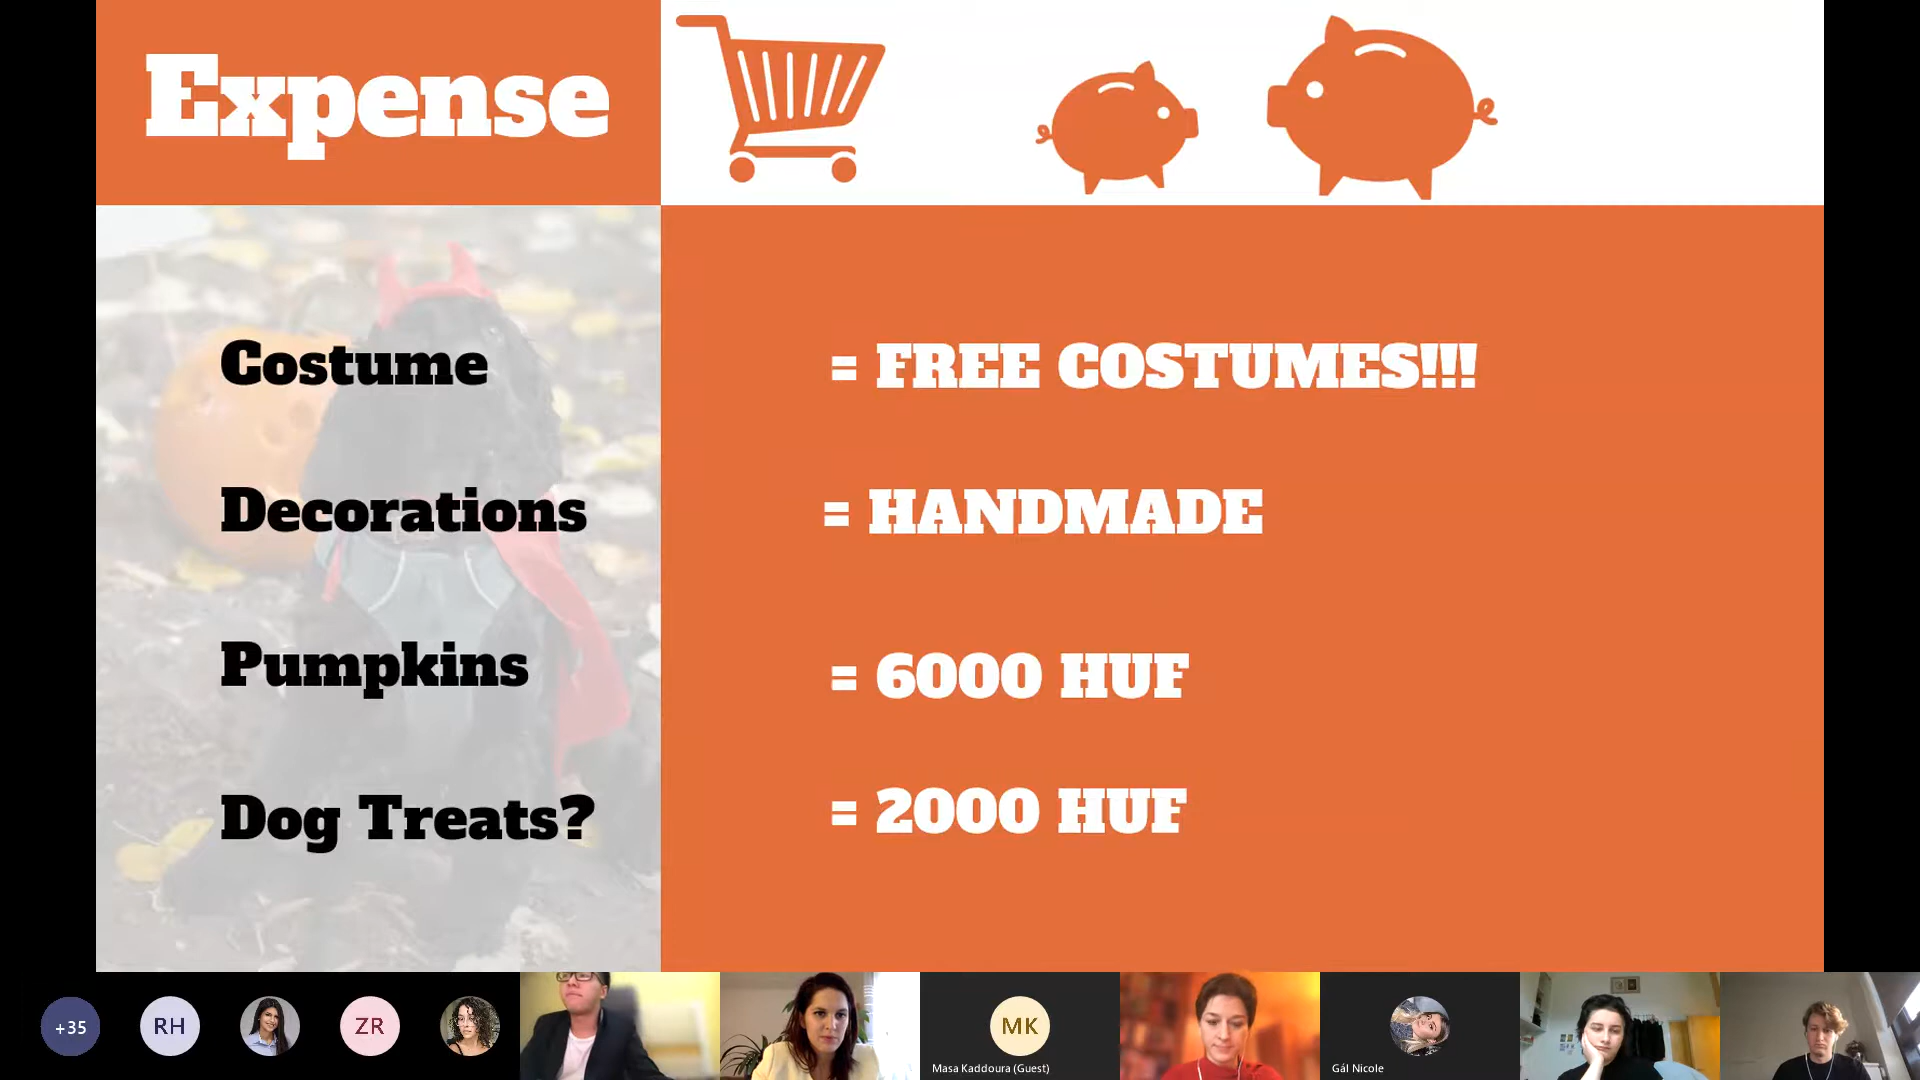 Expense
Costume = FREE COSTUMES!!!
Decorations = HANDMADE
Pumpkins = 6000 HUF
Dog Treats? = 2000 HUF
+35
RH
ZR
MK
Masa Kaddoura (Guest)
Gál Nicole